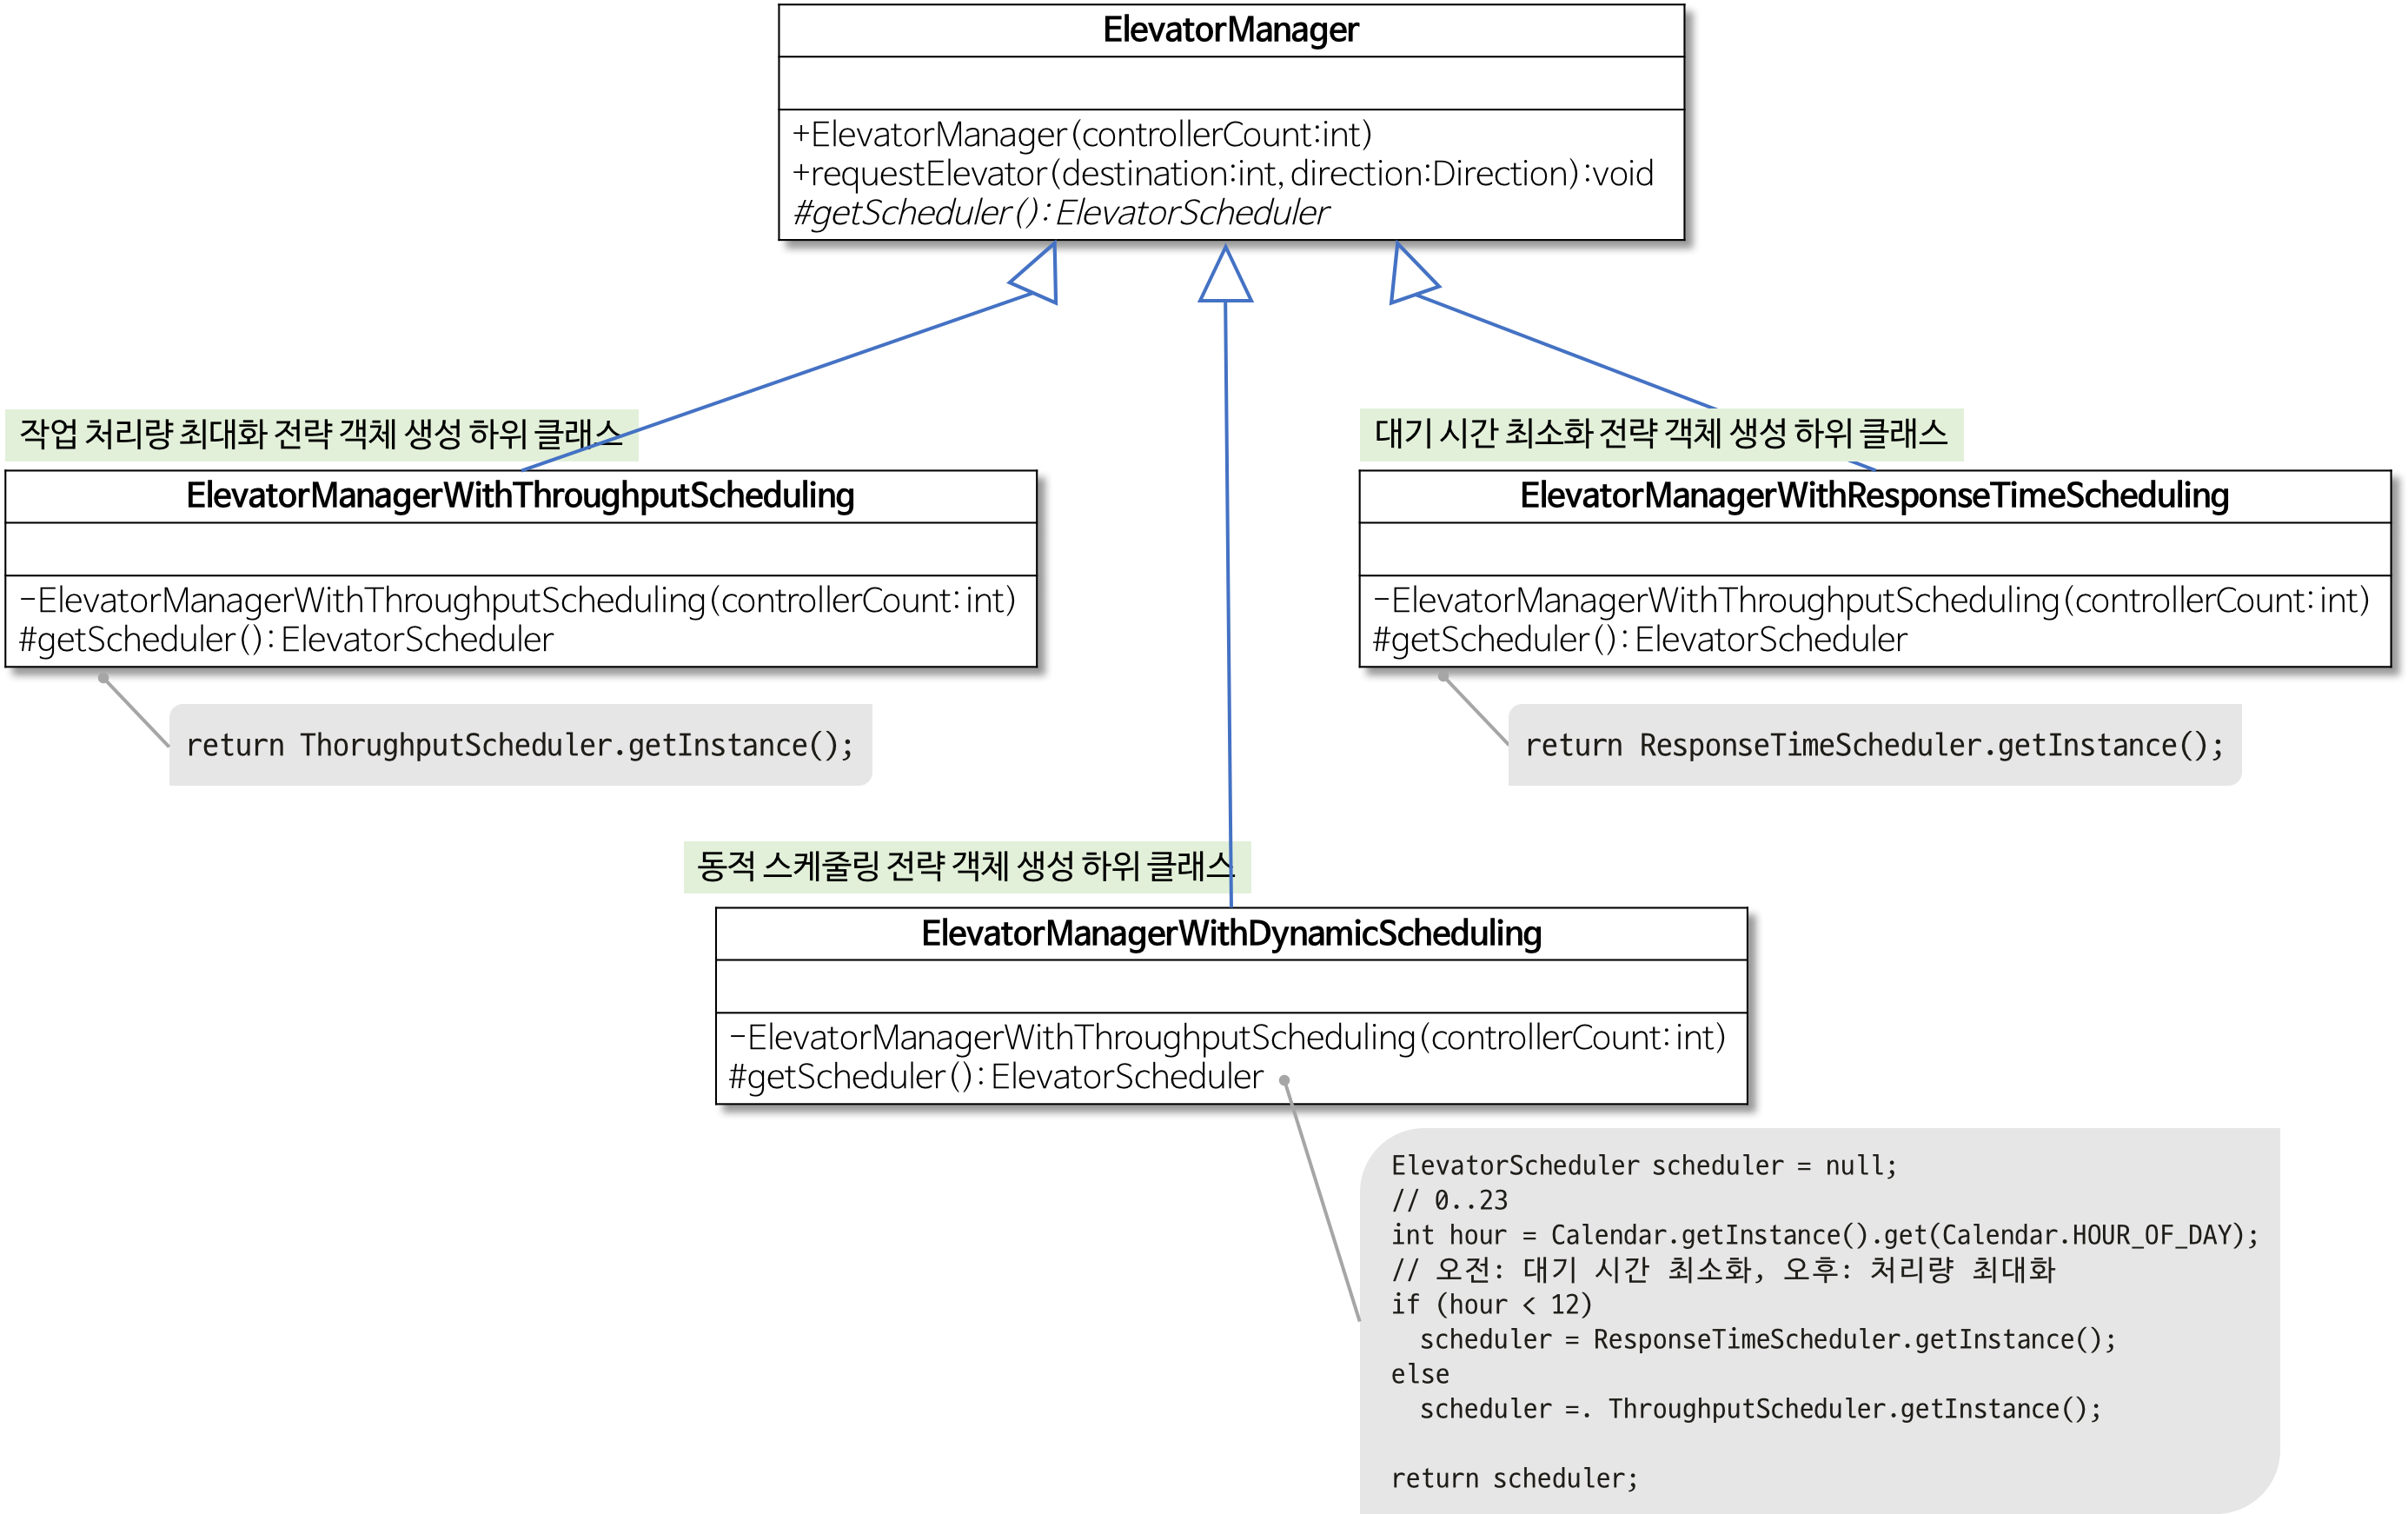 ElevatorManager
+ElevatorManager(controllerCount:int)
+requestElevator(destination:int,direction:Direction):void
#getScheduler():ElevatorScheduler
작업 처리량 최대화 전략 객체 생성 하위 클래스
ElevatorManagerWithThroughputScheduling
-ElevatorManagerWithThroughputScheduling(controllerCount:int)
#getScheduler():ElevatorScheduler
return ThorughputScheduler.getInstance();
대기 시간 최소화 전략 객체 생성 하위 클래스
ElevatorManagerWithResponseTimeScheduling
-ElevatorManagerWithThroughputScheduling(controllerCount:int)
#getScheduler():ElevatorScheduler
return ResponseTimeScheduler.getInstance();
동적 스케줄링 전략 객체 생성 하위 클래스
ElevatorManagerWithDynamicScheduling
-ElevatorManagerWithThroughputScheduling(controllerCount:int)
#getScheduler():ElevatorScheduler
ElevatorScheduler scheduler = null;
// 0..23
int hour = Calendar.getInstance().get(Calendar.HOUR_OF_DAY);
// 오전: 대기 시간 최소화, 오후: 처리량 최대화
if (hour < 12)
scheduler = ResponseTimeScheduler.getInstance();
else
scheduler =. ThroughputScheduler.getInstance();
return scheduler;